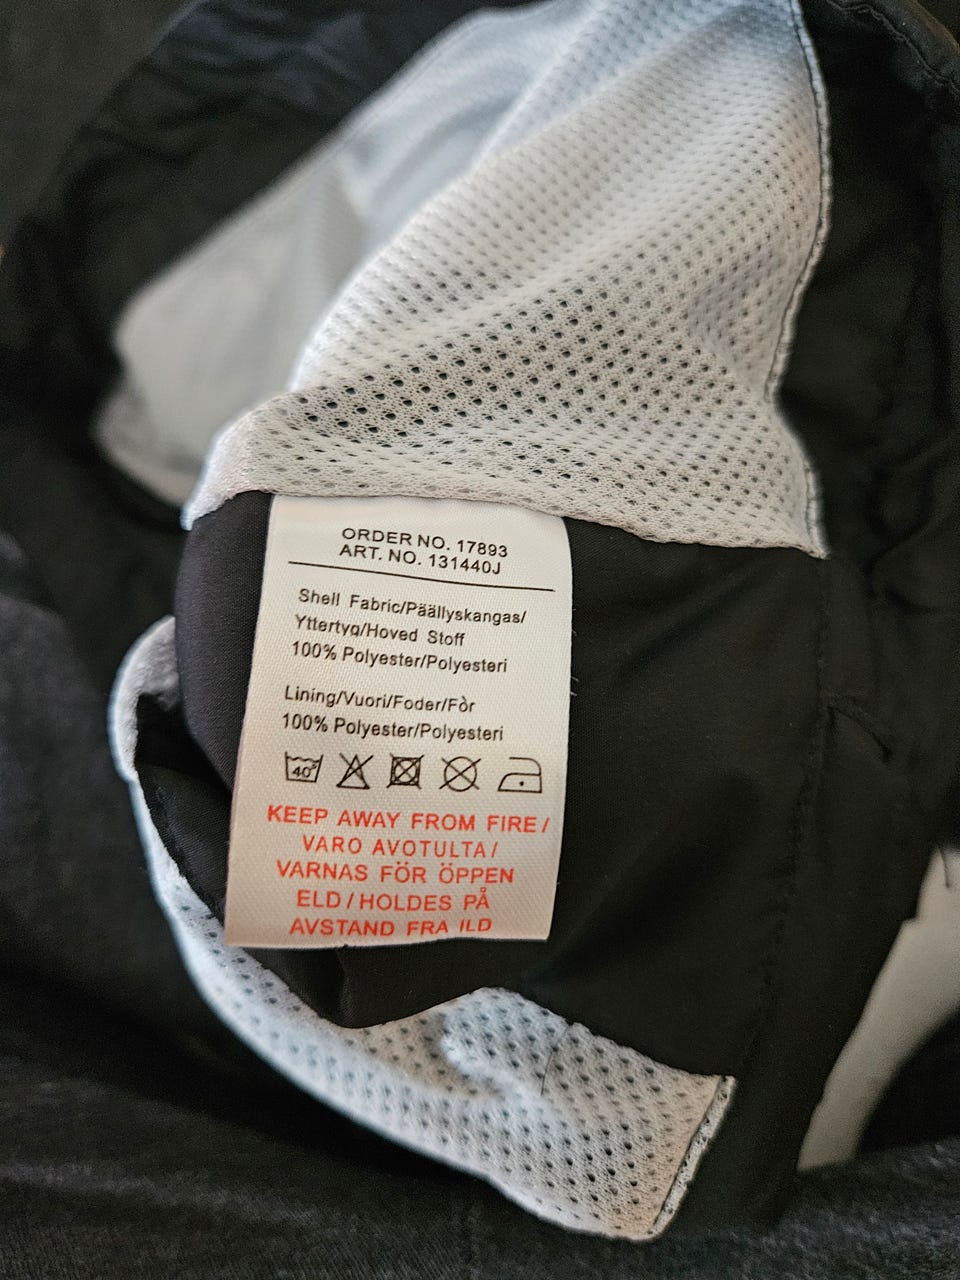 ORDER NO. 17893
ART. NO. 131440J
Shell Fabric/Päällyskangas/
Yttertyg/Hoved Stoff
100% Polyester/Polyesteri
Lining/Vuori/Foder/Fòr
100% Polyester/Polyesteri
40°
KEEP AWAY FROM FIRE/
VARO AVOTULTA/
VARNAS FÖR ÖPPEN
ELD/HOLDES PÅ
AVSTAND FRA ILD